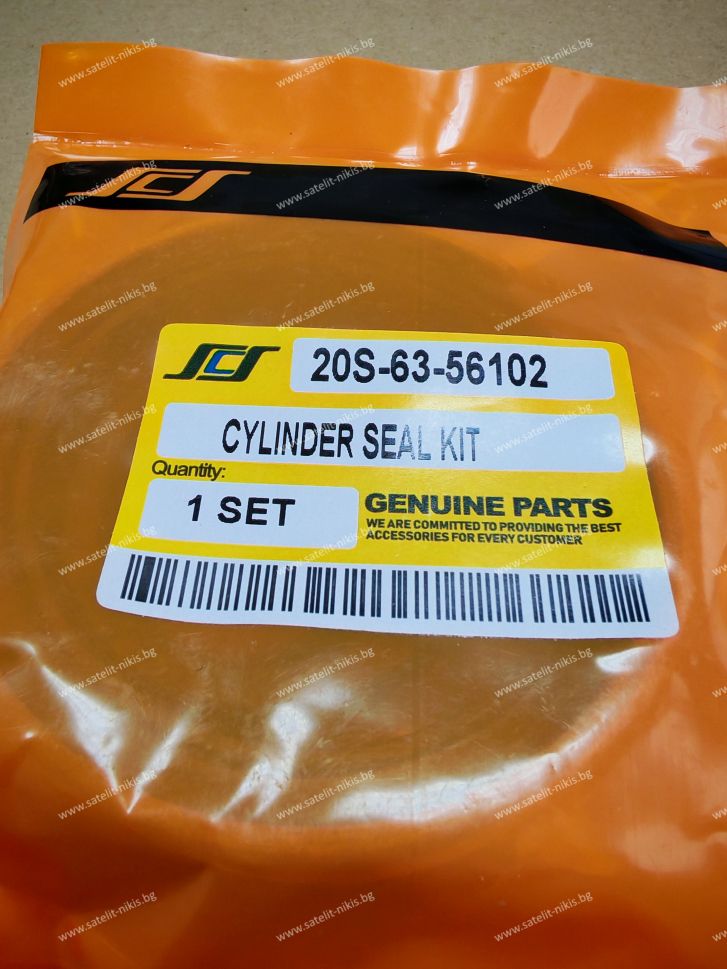 SCS
SCS
20S-63-56102
CYLINDER SEAL KIT
Quantity:
1 SET
GENUINE PARTS
WE ARE COMMITTED TO PROVIDING THE BEST
ACCESSORIES FOR EVERY CUSTOMER
www.satelit-nikis.bg